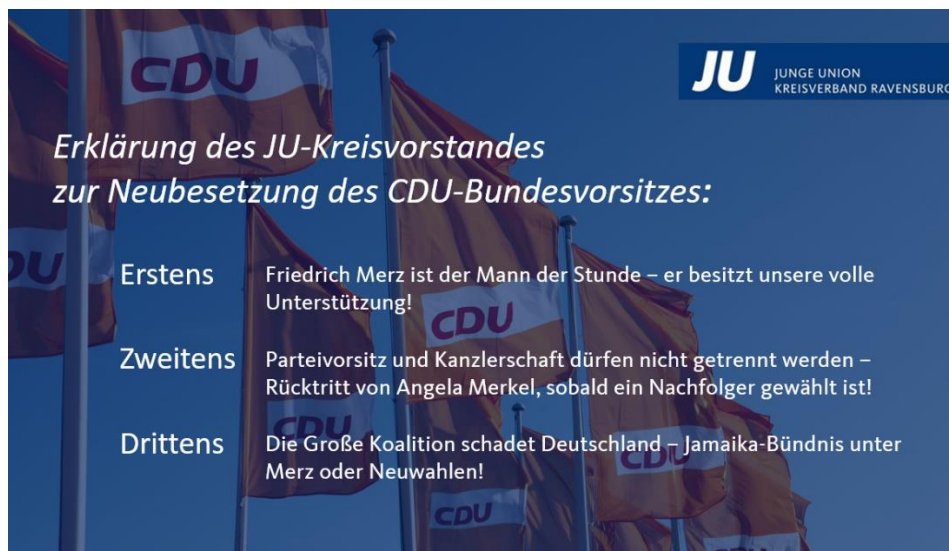 CDU
JU
JUNGE UNION
KREISVERBAND RAVENSBURG
Erklärung des JU-Kreisvorstandes
zur Neubesetzung des CDU-Bundesvorsitzes:
DU
Erstens
Friedrich Merz ist der Mann der Stunde – er besitzt unsere volle
Unterstützung!
CDU
Zweitens
Parteivorsitz und Kanzlerschaft dürfen nicht getrennt werden –
Rücktritt von Angela Merkel, sobald ein Nachfolger gewählt ist!
CDU
Drittens
Die Große Koalition schadet Deutschland – Jamaika-Bündnis unter
Merz oder Neuwahlen!
CDU
CDU